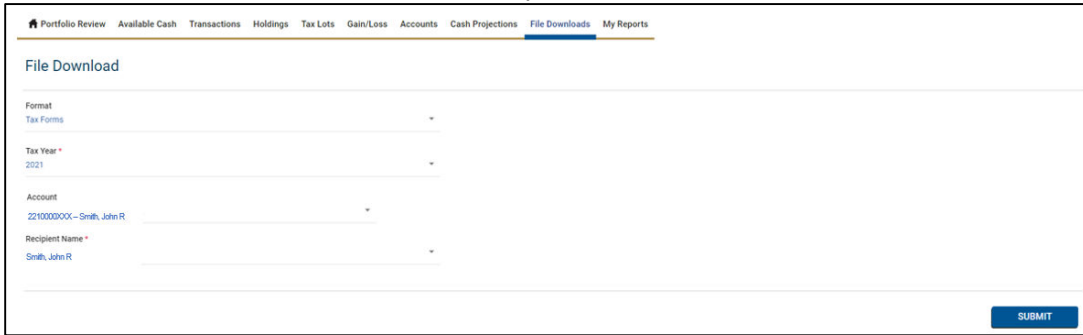 Portfolio Review Available Cash Transactions Holdings Tax Lots Gain/Loss Accounts Cash Projections File Downloads My Reports
File Download
Format
Tax Forms
Tax Year *
2021
Account
2210000XXX – Smith, John R
Recipient Name *
Smith, John R
SUBMIT